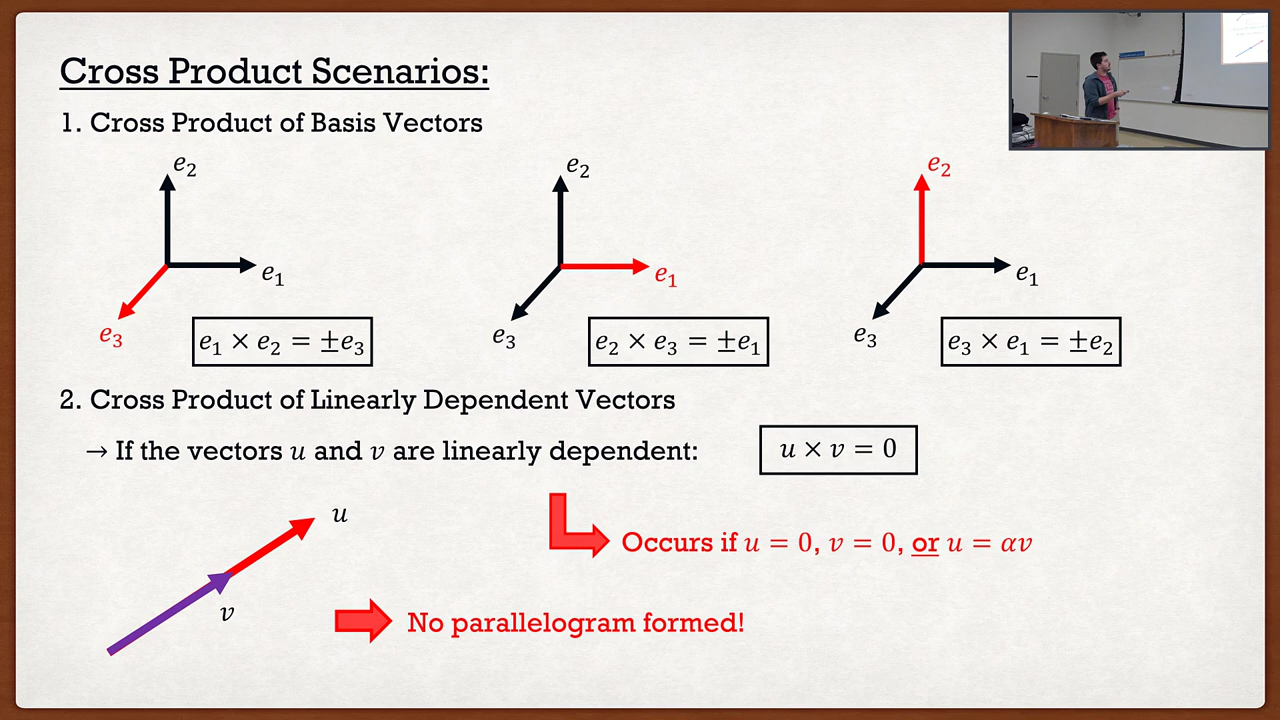 Cross Product Scenarios:
1. Cross Product of Basis Vectors
e₂
e₁
e₃
e₁ × e₂ = ±e₃
e₂
e₁
e₃
e₂ × e₃ = ±e₁
e₂
e₁
e₃
e₃ × e₁ = ±e₂
2. Cross Product of Linearly Dependent Vectors
→ If the vectors u and v are linearly dependent:
u × v = 0
u
v
Occurs if u = 0, v = 0, or u = αv
No parallelogram formed!